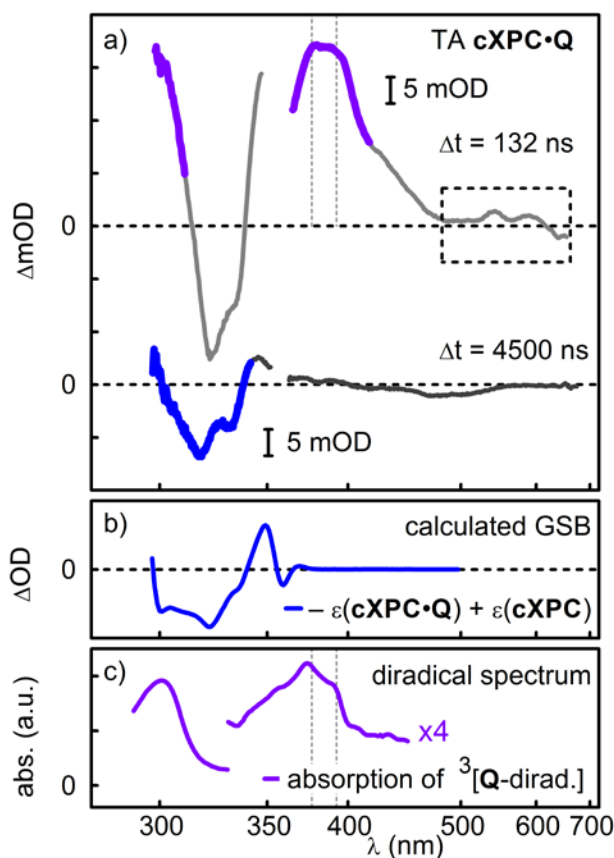 a) TA cXPC•Q
5 mOD
Δt = 132 ns
0
ΔmOD
Δt = 4500 ns
0
5 mOD
b) calculated GSB
ΔOD
0
− ε(cXPC•Q) + ε(cXPC)
c) diradical spectrum
abs. (a.u.)
x4
0
absorption of ³[Q-dirad.]
300 350 400 500 600 700
λ (nm)